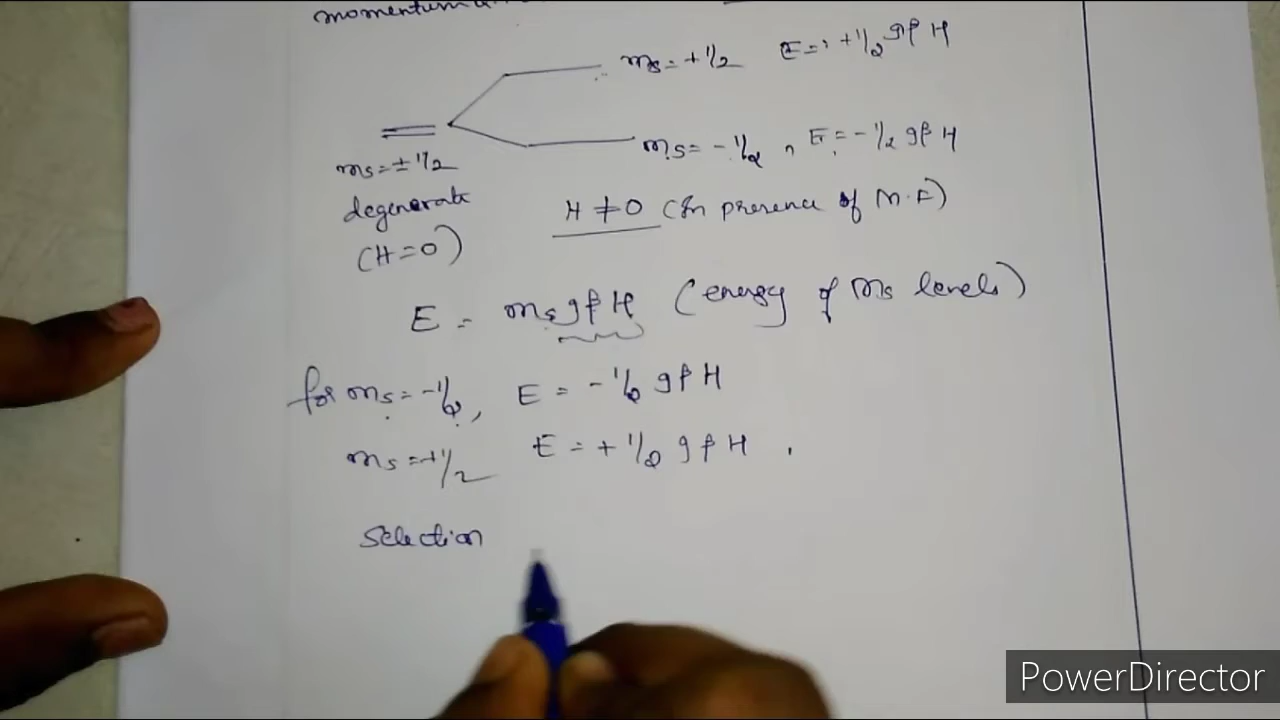 momentum
ms = +1/2 E = +1/2 gβH
ms = ±1/2
ms = -1/2, E = -1/2 gβH
degenerate
H ≠ 0 (In presence of M.F)
(H=0)
E = msgβH (energy of ms levels)
for ms = -1/2, E = -1/2 gβH
ms = +1/2 E = +1/2 gβH.
Selection
PowerDirector